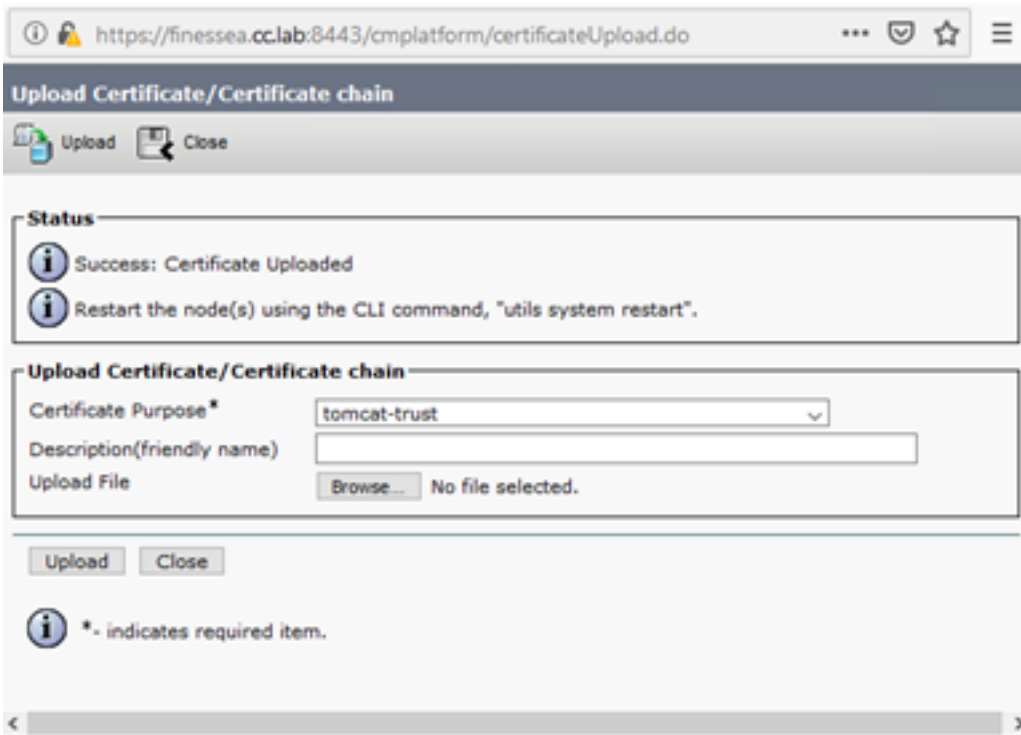 https://finessea.cc.lab:8443/cmplatform/certificateUpload.do
Upload Certificate/Certificate chain
Upload Close
Status
Success: Certificate Uploaded
Restart the node(s) using the CLI command, "utils system restart".
Upload Certificate/Certificate chain
Certificate Purpose* tomcat-trust
Description(friendly name)
Upload File Browse... No file selected.
Upload Close
*- indicates required item.